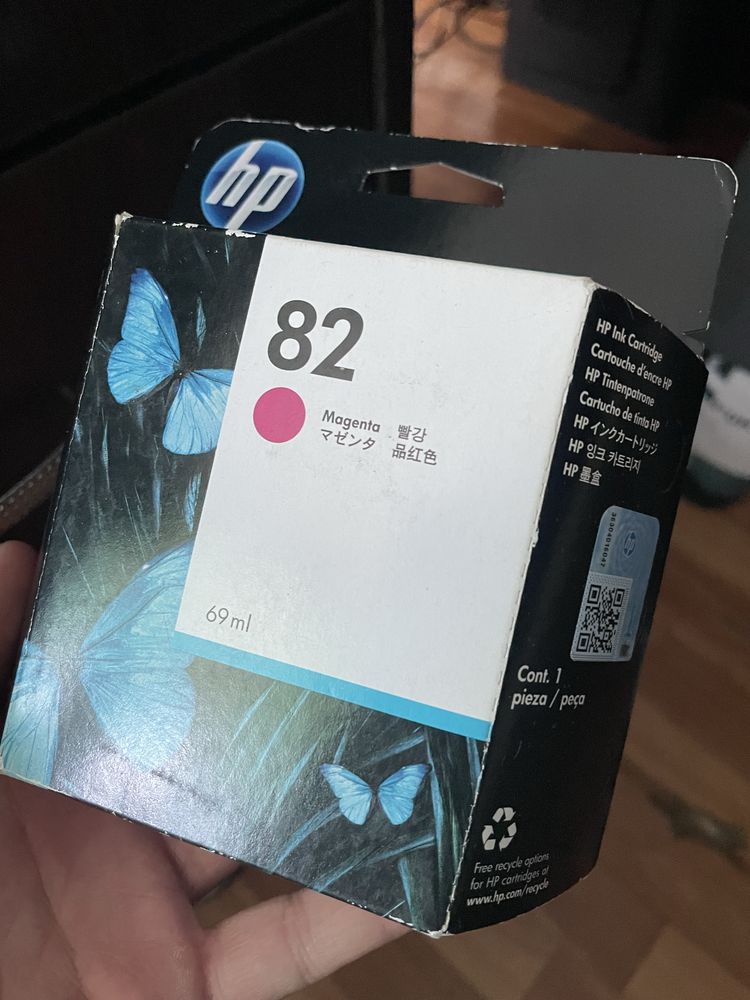 hp
82
Magenta 빨강
マゼンタ 品红色
69 ml
HP Ink Cartridge
Cartouche d'encre HP
HP Tintenpatrone
Cartucho de tinta HP
HP インクカートリッジ
HP 잉크 카트리지
HP 墨盒
Cont. 1
pieza / peça
Free recycle options
for HP cartridges at
www.hp.com/recycle